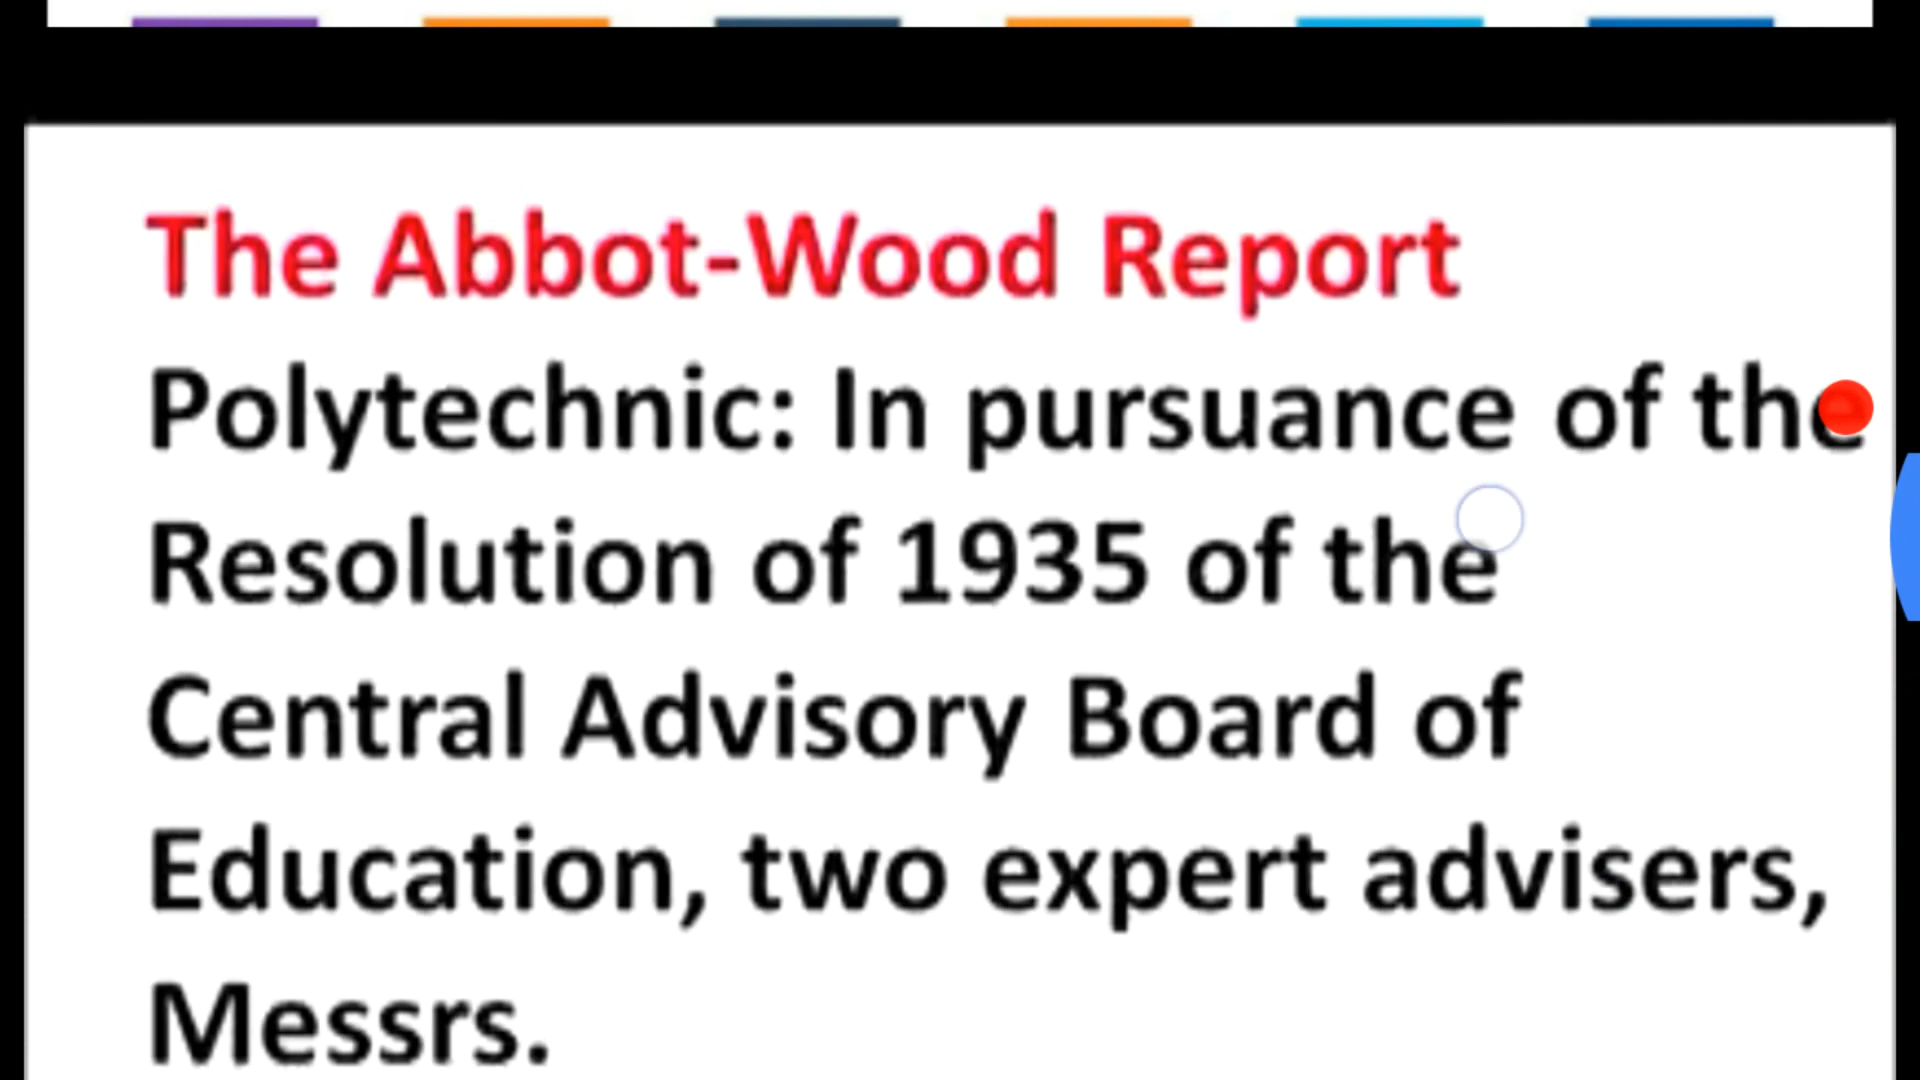 The Abbot-Wood Report
Polytechnic: In pursuance of the
Resolution of 1935 of the
Central Advisory Board of
Education, two expert advisers,
Messrs.